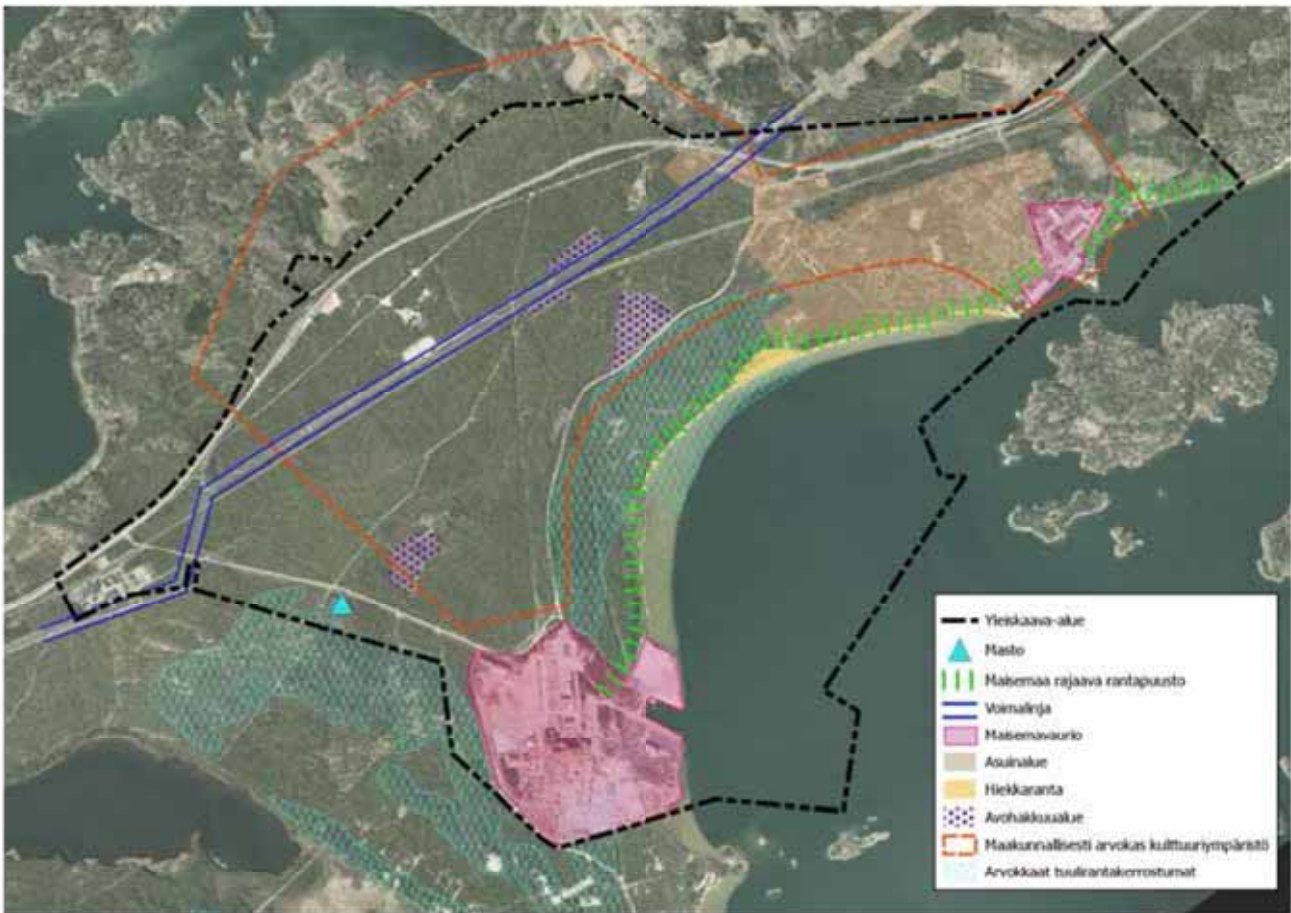 Yleiskaava-alue
Masto
Maisemaa rajaava rantapuusto
Voimalinja
Maisemavaurio
Asuinalue
Hiekkaranta
Avohakkuualue
Maakunnallisesti arvokas kulttuuriympäristö
Arvokkaat tuulirantakerrostumat